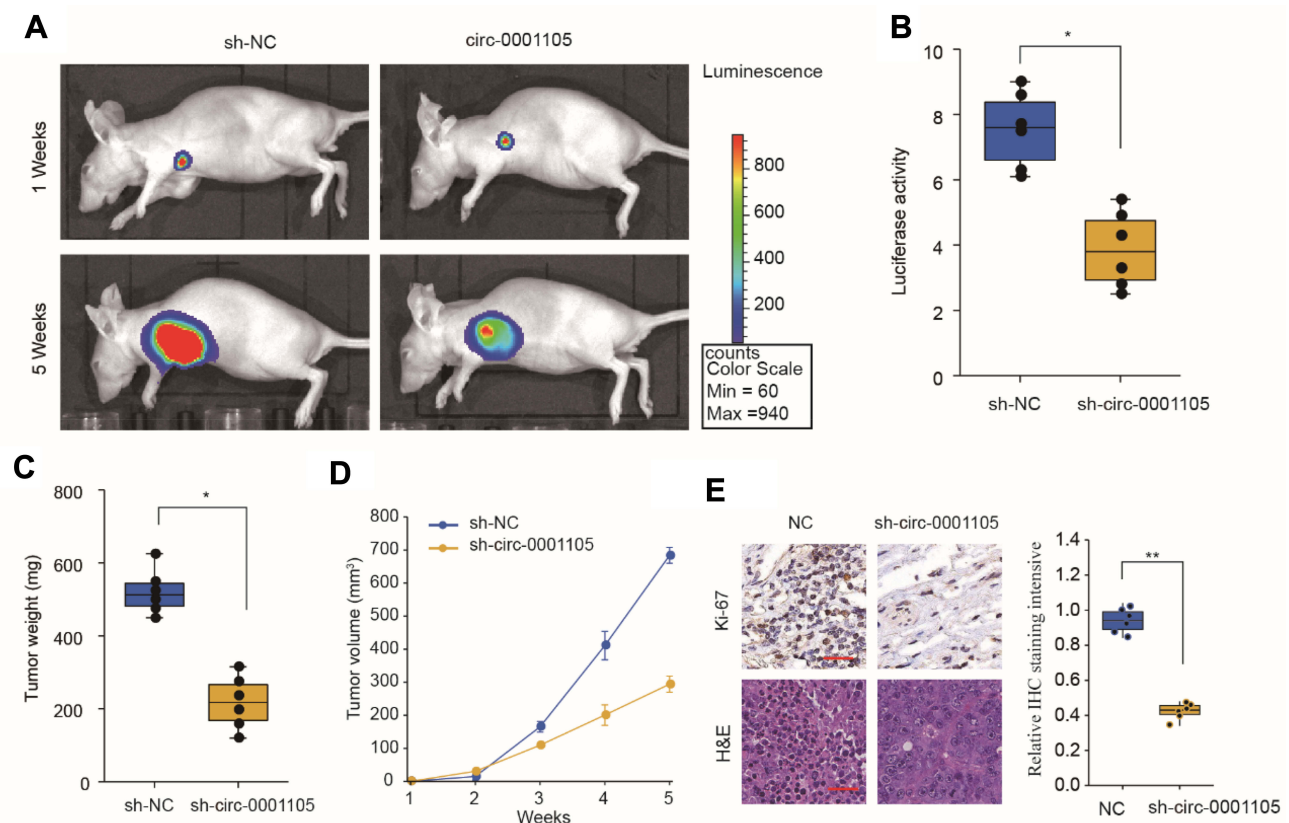 A
sh-NC
circ-0001105
1 Weeks
5 Weeks
Luminescence
800
600
400
200
counts
Color Scale
Min = 60
Max =940
B
*
10
8
6
4
2
0
Luciferase activity
sh-NC
sh-circ-0001105
C
*
800
600
400
200
0
Tumor weight (mg)
sh-NC
sh-circ-0001105
D
sh-NC
sh-circ-0001105
800
700
600
500
400
300
200
100
0
Tumor volume (mm³)
1 2 3 4 5
Weeks
E
NC
sh-circ-0001105
Ki-67
H&E
**
1.4
1.2
1.0
0.8
0.6
0.4
0.2
0.0
Relative IHC staining intensive
NC
sh-circ-0001105